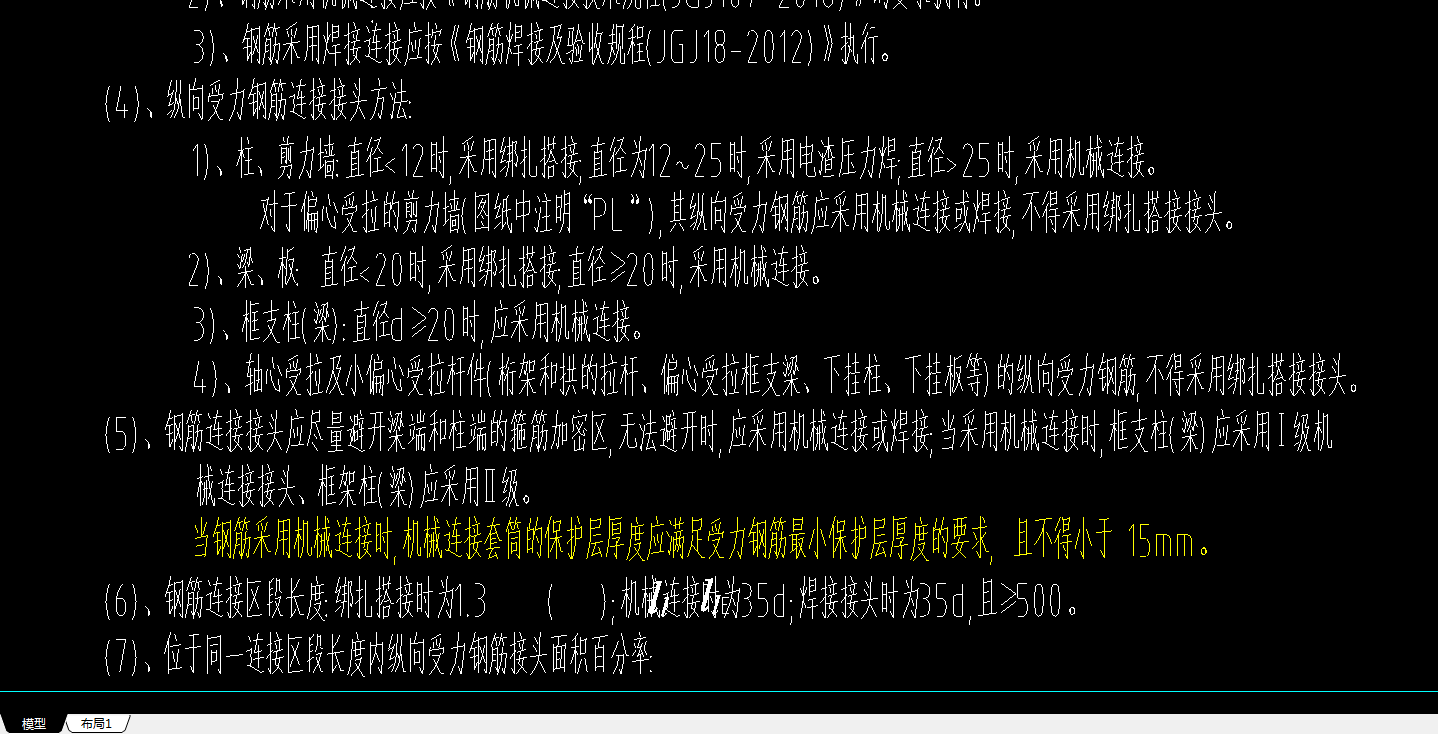 3)、钢筋采用焊接连接应按《钢筋焊接及验收规程(JGJ18-2012)》执行。
(4)、纵向受力钢筋连接接头方法:
1)、柱、剪力墙:直径<12时,采用绑扎搭接;直径为12~25时,采用电渣压力焊;直径>25时,采用机械连接。
对于偏心受拉的剪力墙(图纸中注明“PL“),其纵向受力钢筋应采用机械连接或焊接,不得采用绑扎搭接接头。
2)、梁、板: 直径<20时,采用绑扎搭接;直径≥20时,采用机械连接。
3)、框支柱(梁):直径d≥20时,应采用机械连接。
4)、轴心受拉及小偏心受拉杆件(桁架和拱的拉杆、偏心受拉框支梁、下挂柱、下挂板等)的纵向受力钢筋,不得采用绑扎搭接接头。
(5)、钢筋连接接头应尽量避开梁端和柱端的箍筋加密区,无法避开时,应采用机械连接或焊接;当采用机械连接时,框支柱(梁)应采用Ⅰ级机
械连接接头、框架柱(梁)应采用Ⅱ级。
当钢筋采用机械连接时,机械连接套筒的保护层厚度应满足受力钢筋最小保护层厚度的要求, 且不得小于 15mm。
(6)、钢筋连接区段长度:绑扎搭接时为1.3 ( );机械连接时为35d;焊接接头时为35d,且≥500。
(7)、位于同一连接区段长度内纵向受力钢筋接头面积百分率:
模型 布局1